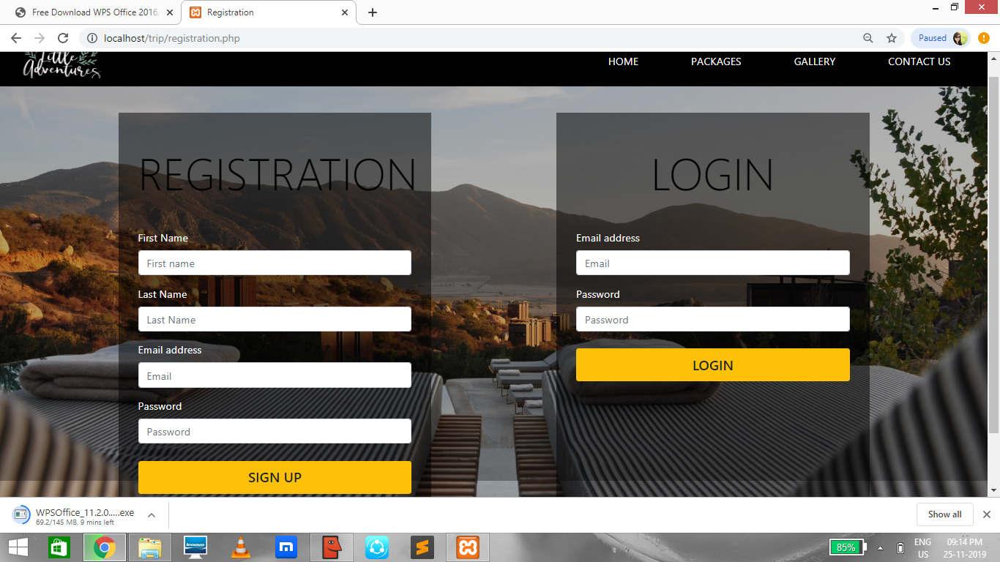 Free Download WPS Office 2016
Registration
localhost/trip/registration.php
Paused
Little
Adventures
HOME
PACKAGES
GALLERY
CONTACT US
REGISTRATION
First Name
First name
Last Name
Last Name
Email address
Email
Password
Password
SIGN UP
LOGIN
Email address
Email
Password
Password
LOGIN
WPSOffice_11.2.0.....exe
69.2/145 MB, 9 mins left
Show all
lenovo
85%
ENG
US
09:14 PM
25-11-2019